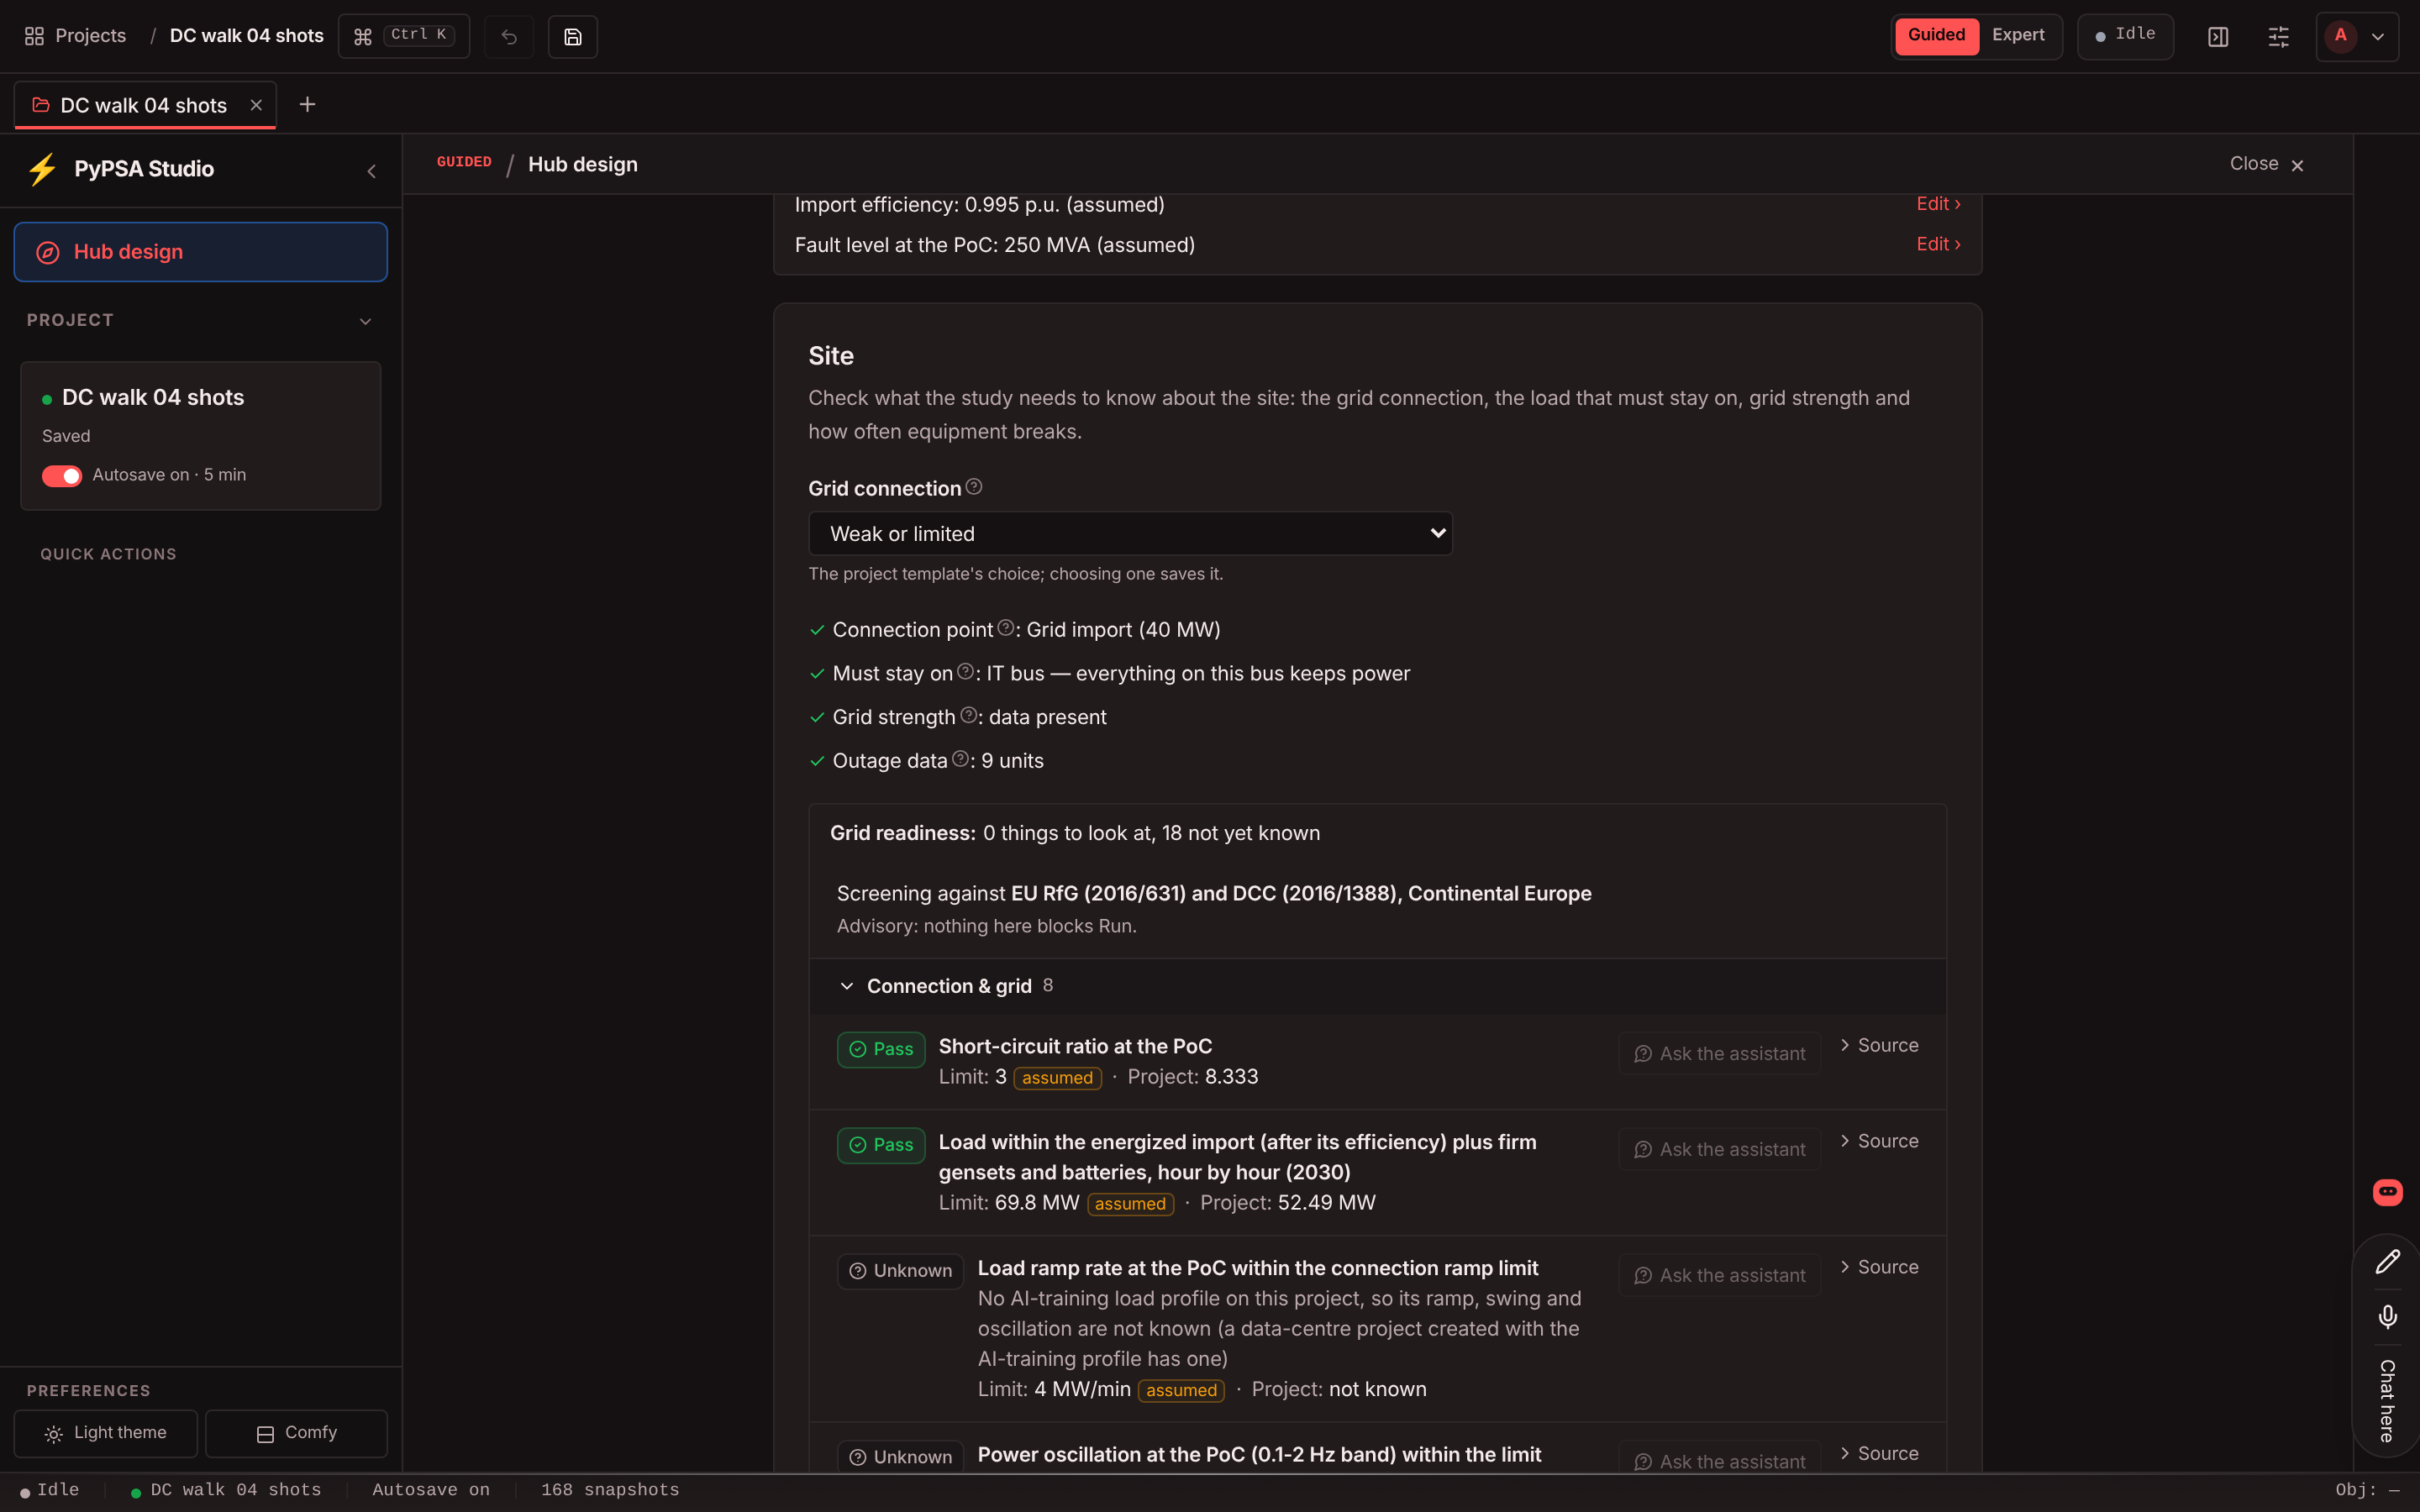 Projects / DC walk 04 shots
Ctrl K
Guided
Expert
Idle
A
DC walk 04 shots
PyPSA Studio
GUIDED / Hub design
Close
Hub design
PROJECT
DC walk 04 shots
Saved
Autosave on · 5 min
QUICK ACTIONS
Import efficiency: 0.995 p.u. (assumed)
Edit ›
Fault level at the PoC: 250 MVA (assumed)
Edit ›
Site
Check what the study needs to know about the site: the grid connection, the load that must stay on, grid strength and
how often equipment breaks.
Grid connection
Weak or limited
The project template's choice; choosing one saves it.
Connection point : Grid import (40 MW)
Must stay on : IT bus — everything on this bus keeps power
Grid strength : data present
Outage data : 9 units
Grid readiness: 0 things to look at, 18 not yet known
Screening against EU RfG (2016/631) and DCC (2016/1388), Continental Europe
Advisory: nothing here blocks Run.
Connection & grid 8
Pass
Short-circuit ratio at the PoC
Limit: 3 assumed · Project: 8.333
Ask the assistant
Source
Pass
Load within the energized import (after its efficiency) plus firm
gensets and batteries, hour by hour (2030)
Limit: 69.8 MW assumed · Project: 52.49 MW
Ask the assistant
Source
Unknown
Load ramp rate at the PoC within the connection ramp limit
No AI-training load profile on this project, so its ramp, swing and
oscillation are not known (a data-centre project created with the
AI-training profile has one)
Limit: 4 MW/min assumed · Project: not known
Ask the assistant
Source
Unknown
Power oscillation at the PoC (0.1-2 Hz band) within the limit
Ask the assistant
Source
Chat here
PREFERENCES
Light theme
Comfy
Idle
DC walk 04 shots
Autosave on
168 snapshots
Obj: —